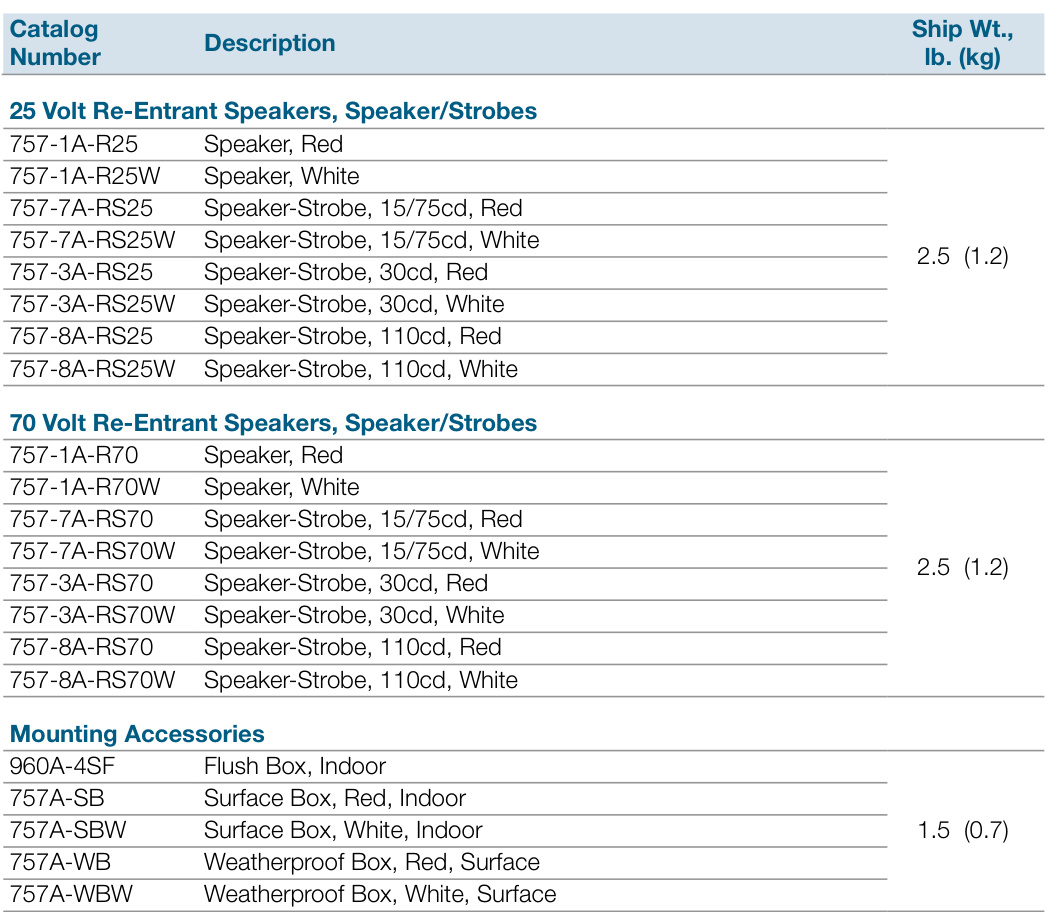 Catalog Number Description Ship Wt., lb. (kg)
25 Volt Re-Entrant Speakers, Speaker/Strobes
757-1A-R25 Speaker, Red
757-1A-R25W Speaker, White
757-7A-RS25 Speaker-Strobe, 15/75cd, Red
757-7A-RS25W Speaker-Strobe, 15/75cd, White
2.5 (1.2)
757-3A-RS25 Speaker-Strobe, 30cd, Red
757-3A-RS25W Speaker-Strobe, 30cd, White
757-8A-RS25 Speaker-Strobe, 110cd, Red
757-8A-RS25W Speaker-Strobe, 110cd, White
70 Volt Re-Entrant Speakers, Speaker/Strobes
757-1A-R70 Speaker, Red
757-1A-R70W Speaker, White
757-7A-RS70 Speaker-Strobe, 15/75cd, Red
757-7A-RS70W Speaker-Strobe, 15/75cd, White
2.5 (1.2)
757-3A-RS70 Speaker-Strobe, 30cd, Red
757-3A-RS70W Speaker-Strobe, 30cd, White
757-8A-RS70 Speaker-Strobe, 110cd, Red
757-8A-RS70W Speaker-Strobe, 110cd, White
Mounting Accessories
960A-4SF Flush Box, Indoor
757A-SB Surface Box, Red, Indoor
757A-SBW Surface Box, White, Indoor 1.5 (0.7)
757A-WB Weatherproof Box, Red, Surface
757A-WBW Weatherproof Box, White, Surface